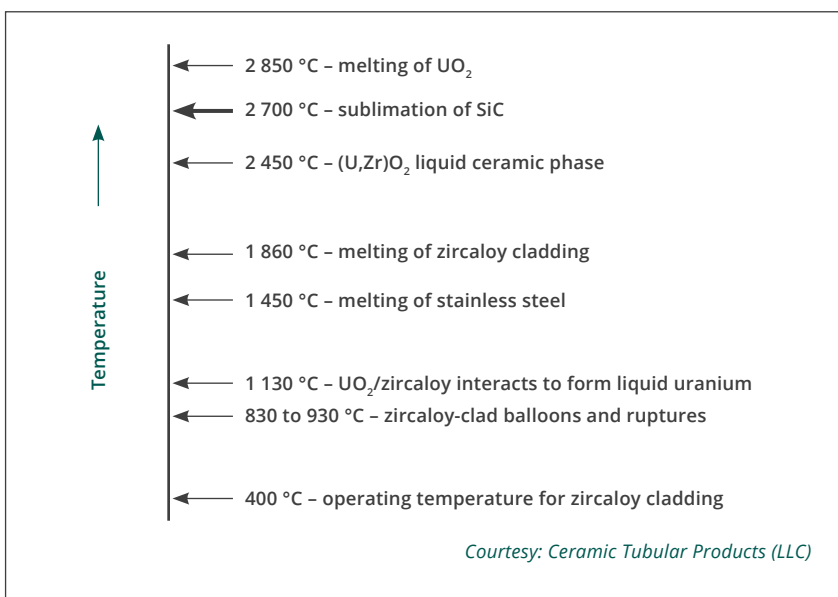 2 850 °C – melting of UO₂
2 700 °C – sublimation of SiC
2 450 °C – (U,Zr)O₂ liquid ceramic phase
1 860 °C – melting of zircaloy cladding
1 450 °C – melting of stainless steel
Temperature
1 130 °C – UO₂/zircaloy interacts to form liquid uranium
830 to 930 °C – zircaloy-clad balloons and ruptures
400 °C – operating temperature for zircaloy cladding
Courtesy: Ceramic Tubular Products (LLC)